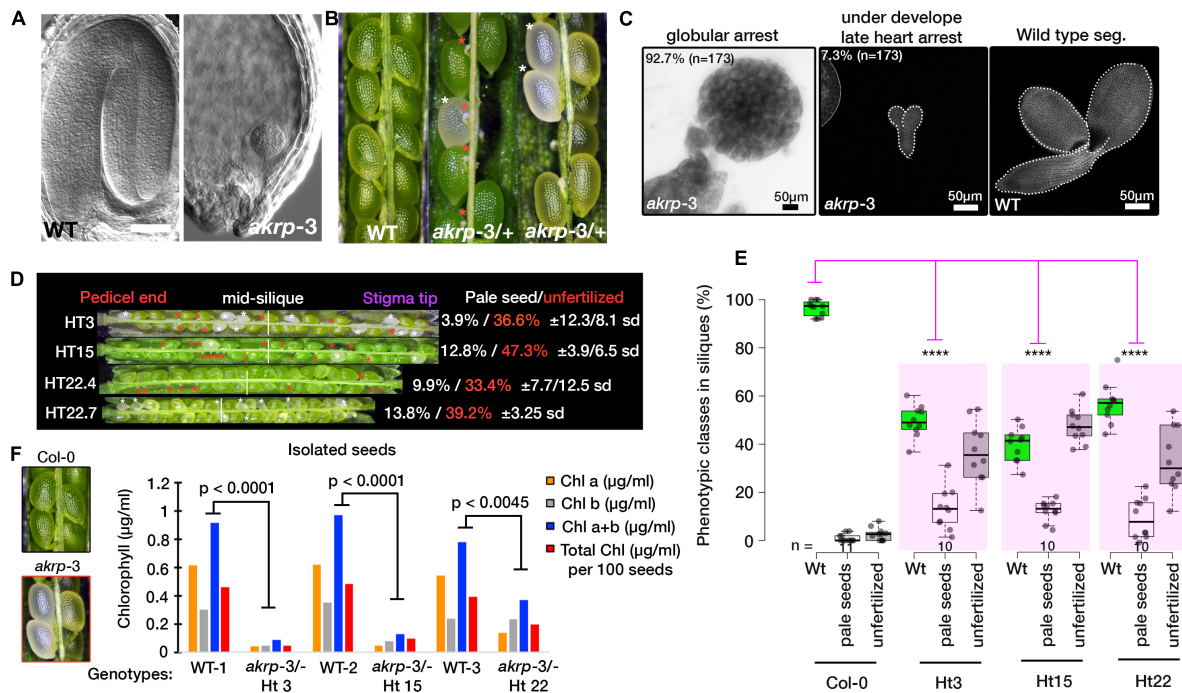 A
WT
akrp-3
B
WT
akrp-3/+
akrp-3/+
C
globular arrest
92.7% (n=173)
akrp-3
50µm
under develope
late heart arrest
7.3% (n=173)
akrp-3
50µm
Wild type seg.
WT
50µm
D
Pedicel end
mid-silique
Stigma tip
Pale seed/unfertilized
HT3
3.9% / 36.6% ±12.3/8.1 sd
HT15
12.8% / 47.3% ±3.9/6.5 sd
HT22.4
9.9% / 33.4% ±7.7/12.5 sd
HT22.7
13.8% / 39.2% ±3.25 sd
E
Phenotypic classes in siliques (%)
100
80
60
40
20
0
****
****
****
n =
11
10
10
10
Wt
pale seeds
unfertilized
Wt
pale seeds
unfertilized
Wt
pale seeds
unfertilized
Wt
pale seeds
unfertilized
Col-0
Ht3
Ht15
Ht22
F
Col-0
akrp-3
Isolated seeds
Chlorophyll (µg/ml)
1.2
1
0.8
0.6
0.4
0.2
0
p < 0.0001
p < 0.0001
p < 0.0045
Chl a (µg/ml)
Chl b (µg/ml)
Chl a+b (µg/ml)
Total Chl (µg/ml)
per 100 seeds
Genotypes:
WT-1
akrp-3/-
Ht 3
WT-2
akrp-3/-
Ht 15
WT-3
akrp-3/-
Ht 22